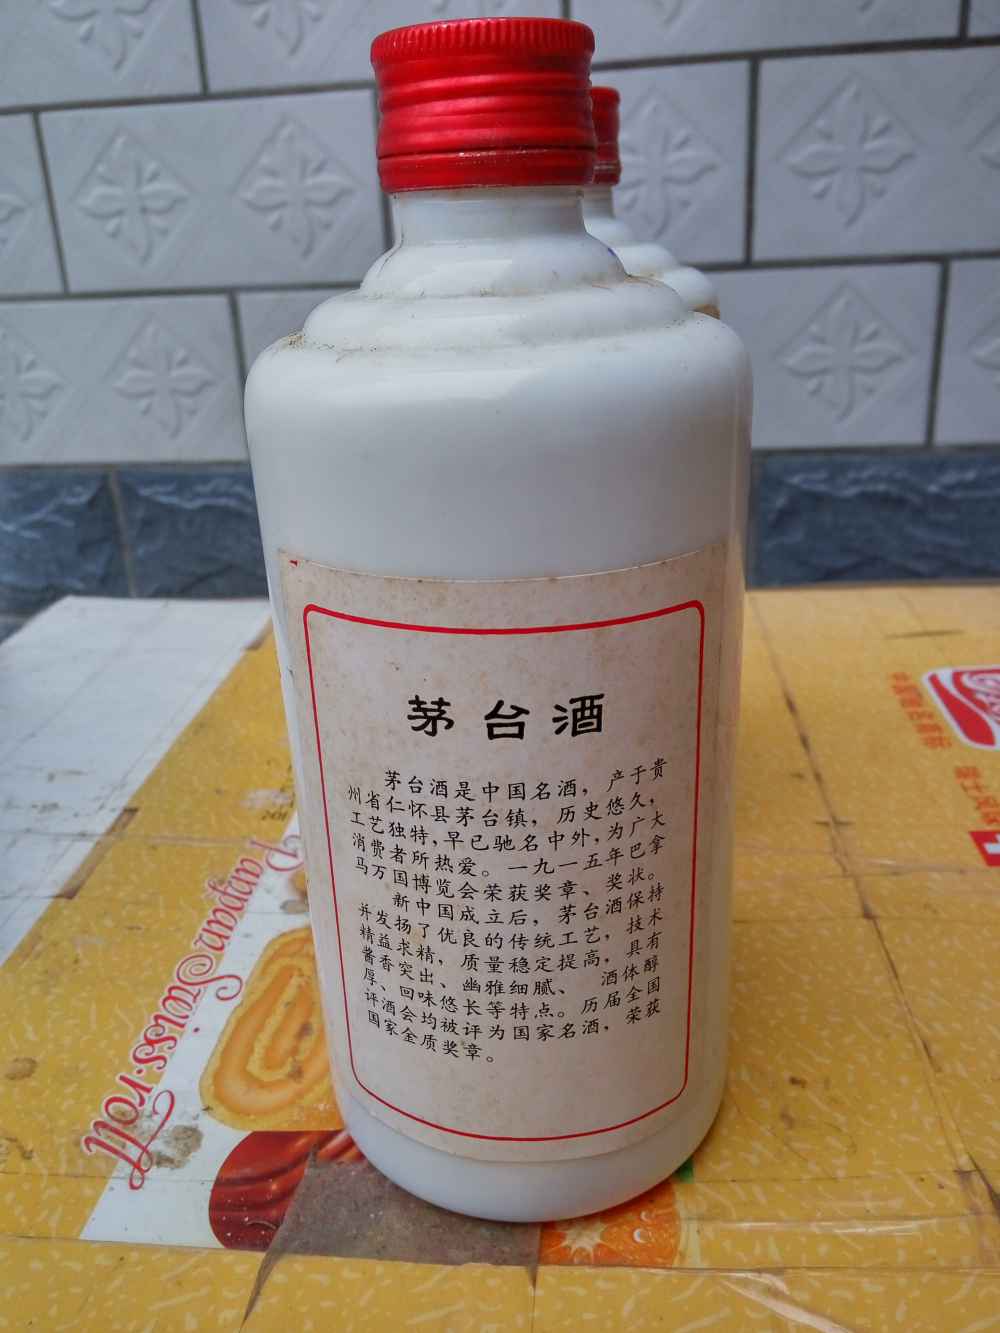 茅台酒
茅台酒是中国名酒，产于贵
州省仁怀县茅台镇，历史悠久，
工艺独特，早已驰名中外，为广大
消费者所热爱。一九一五年巴拿
马万国博览会荣获奖章、奖状。
新中国成立后，茅台酒保持
并发扬了优良的传统工艺，技术
精益求精，质量稳定提高，具有
酱香突出、幽雅细腻、酒体醇
厚、回味悠长等特点。历届全国
评酒会均被评为国家名酒，荣获
国家金质奖章。
Swiss.roll